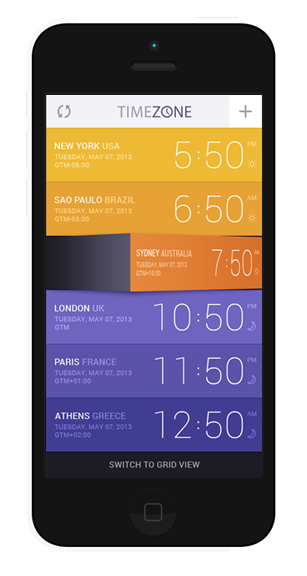 TIMEZONE
NEW YORK USA
TUESDAY, MAY 07, 2013
GTM-05:00
5:50 PM
SAO PAULO BRAZIL
TUESDAY, MAY 07, 2013
GTM-03:00
6:50 AM
SYDNEY AUSTRALIA
TUESDAY, MAY 07, 2013
GTM+10:00
7:50 AM
LONDON UK
TUESDAY, MAY 07, 2013
GTM
10:50 PM
PARIS FRANCE
TUESDAY, MAY 07, 2013
GTM+01:00
11:50 PM
ATHENS GREECE
TUESDAY, MAY 07, 2013
GTM+02:00
12:50 AM
SWITCH TO GRID VIEW